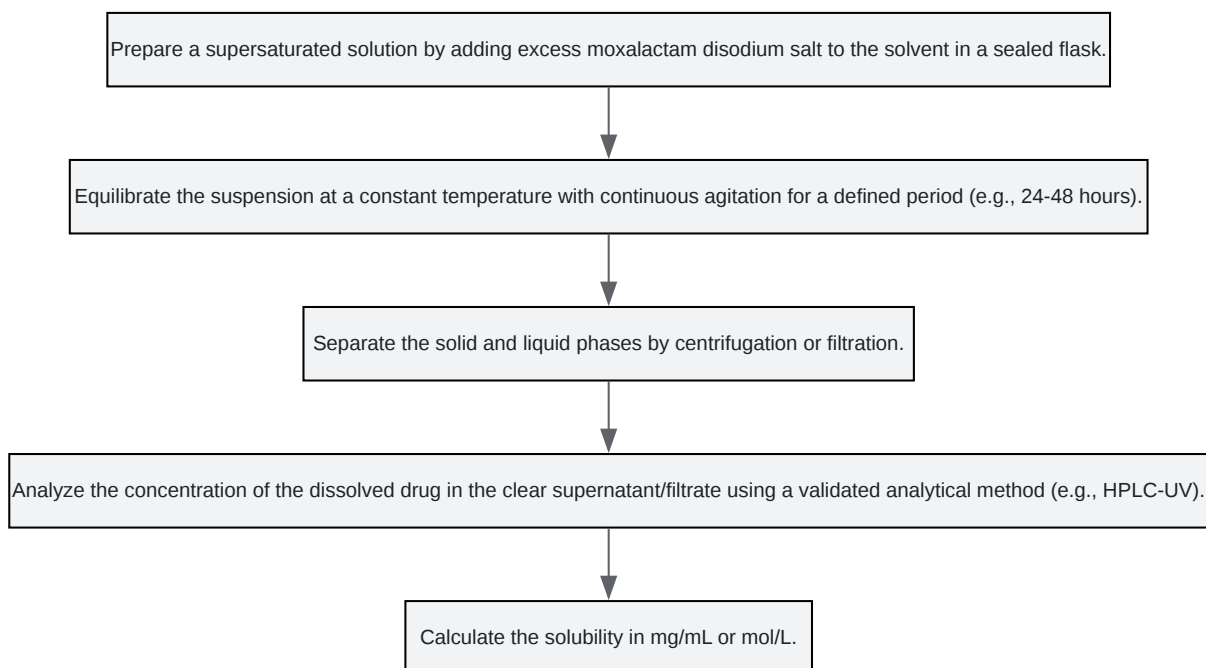 Prepare a supersaturated solution by adding excess moxalactam disodium salt to the solvent in a sealed flask.
Equilibrate the suspension at a constant temperature with continuous agitation for a defined period (e.g., 24-48 hours).
Separate the solid and liquid phases by centrifugation or filtration.
Analyze the concentration of the dissolved drug in the clear supernatant/filtrate using a validated analytical method (e.g., HPLC-UV).
Calculate the solubility in mg/mL or mol/L.